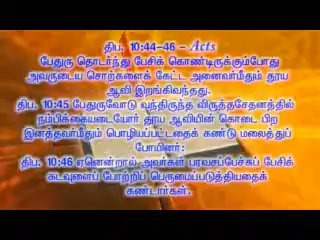 திப. 10:44-46 - Acts
பேதுரு தொடர்ந்து பேசிக் கொண்டிருக்கும்போது
அவருடைய சொற்களைக் கேட்ட அனைவர்மீதும் தூய
ஆவி இறங்கிவந்தது.
திப. 10:45 பேதுருவோடு வந்திருந்த விருத்தசேதனத்தில்
நம்பிக்கையுடையோர் தூய ஆவியின் கொடை பிற
இனத்தவர்மீதும் பொழியப்பட்டதைக் கண்டு மலைத்துப்
போயினர்:
திப. 10:46 ஏனென்றால் அவர்கள் பரவசப்பேச்சுப் பேசிக்
கடவுளைப் போற்றிப் பெருமைப்படுத்தியதைக்
கண்டார்கள்.